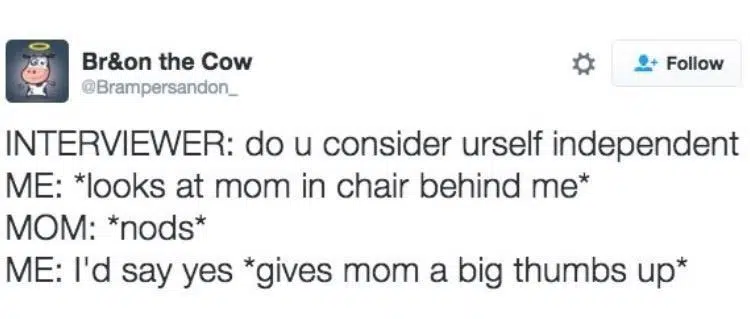 Br&on the Cow
@Brampersandon_
Follow
INTERVIEWER: do u consider urself independent
ME: *looks at mom in chair behind me*
MOM: *nods*
ME: I'd say yes *gives mom a big thumbs up*